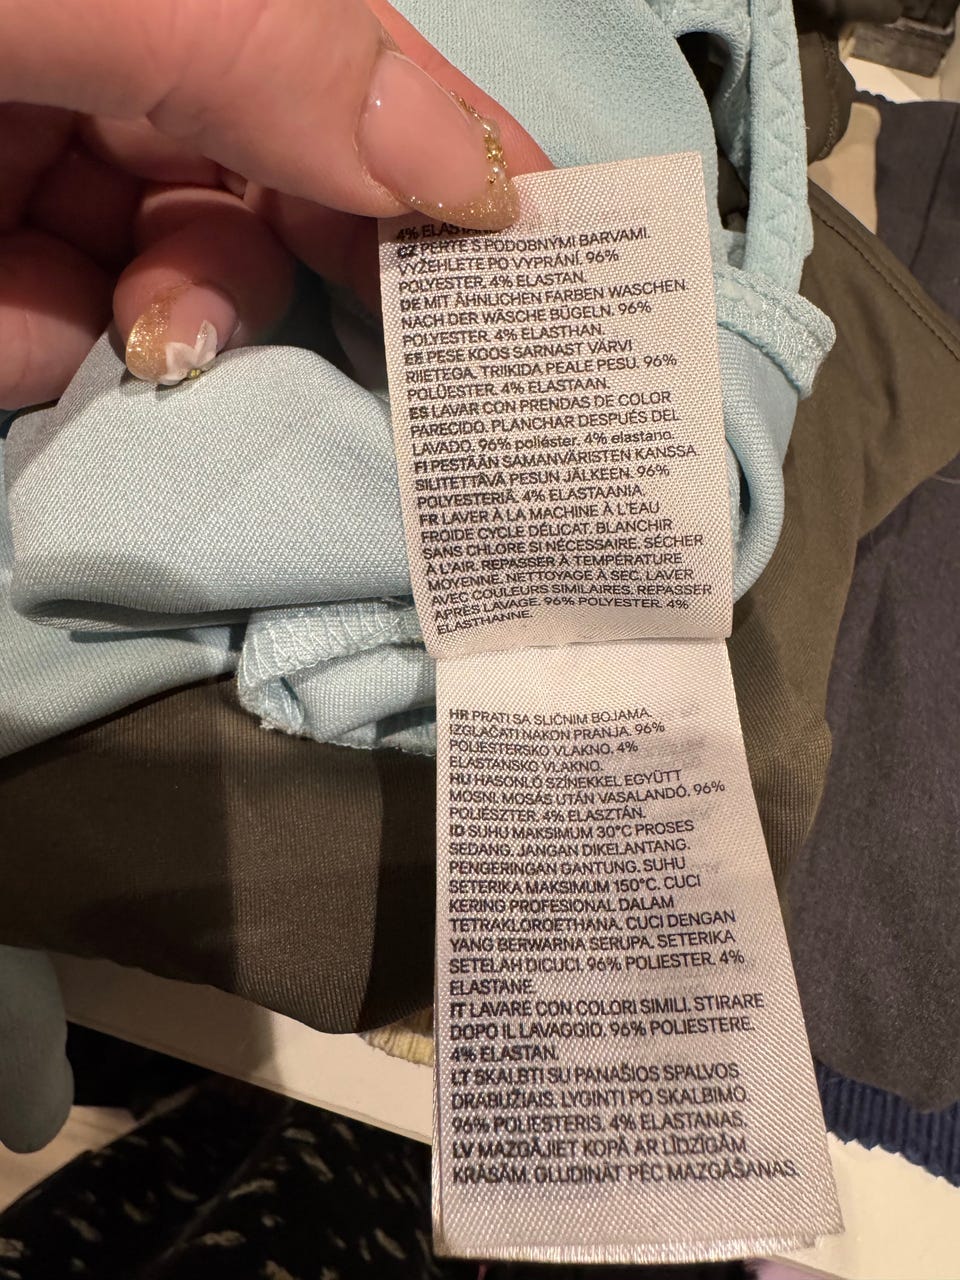 4% ELASTAN
CZ PERTE S PODOBNÝMI BARVAMI.
VYŽEHLETE PO VYPRÁNÍ. 96%
POLYESTER. 4% ELASTAN.
DE MIT ÄHNLICHEN FARBEN WASCHEN.
NACH DER WÄSCHE BÜGELN. 96%
POLYESTER. 4% ELASTHAN.
EE PESE KOOS SARNAST VÄRVI
RIIETEGA. TRIIKIDA PEALE PESU. 96%
POLÜESTER. 4% ELASTAAN.
ES LAVAR CON PRENDAS DE COLOR
PARECIDO. PLANCHAR DESPUÉS DEL
LAVADO. 96% poliéster. 4% elastano.
FI PESTÄÄN SAMANVÄRISTEN KANSSA.
SILITETTÄVÄ PESUN JÄLKEEN. 96%
POLYESTERIÄ. 4% ELASTAANIA.
FR LAVER À LA MACHINE À L'EAU
FROIDE CYCLE DÉLICAT. BLANCHIR
SANS CHLORE SI NÉCESSAIRE. SÉCHER
À L'AIR. REPASSER À TEMPÉRATURE
MOYENNE. NETTOYAGE À SEC. LAVER
AVEC COULEURS SIMILAIRES. REPASSER
APRÈS LAVAGE. 96% POLYESTER. 4%
ELASTHANNE.
HR PRATI SA SLIČNIM BOJAMA.
IZGLAČATI NAKON PRANJA. 96%
POLIESTERSKO VLAKNO. 4%
ELASTANSKO VLAKNO.
HU HASONLÓ SZÍNEKKEL EGYÜTT
MOSNI. MOSÁS UTÁN VASALANDÓ. 96%
POLIESZTER. 4% ELASZTÁN.
ID SUHU MAKSIMUM 30°C PROSES
SEDANG. JANGAN DIKELANTANG.
PENGERINGAN GANTUNG. SUHU
SETERIKA MAKSIMUM 150°C. CUCI
KERING PROFESIONAL DALAM
TETRAKLOROETHANA. CUCI DENGAN
YANG BERWARNA SERUPA. SETERIKA
SETELAH DICUCI. 96% POLIESTER. 4%
ELASTANE.
IT LAVARE CON COLORI SIMILI. STIRARE
DOPO IL LAVAGGIO. 96% POLIESTERE.
4% ELASTAN.
LT SKALBTI SU PANAŠIOS SPALVOS
DRABUŽIAIS. LYGINTI PO SKALBIMO.
96% POLIESTERIS. 4% ELASTANAS.
LV MAZGĀJIET KOPĀ AR LĪDZĪGĀM
KRĀSĀM. GLUDINĀT PĒC MAZGĀŠANAS.